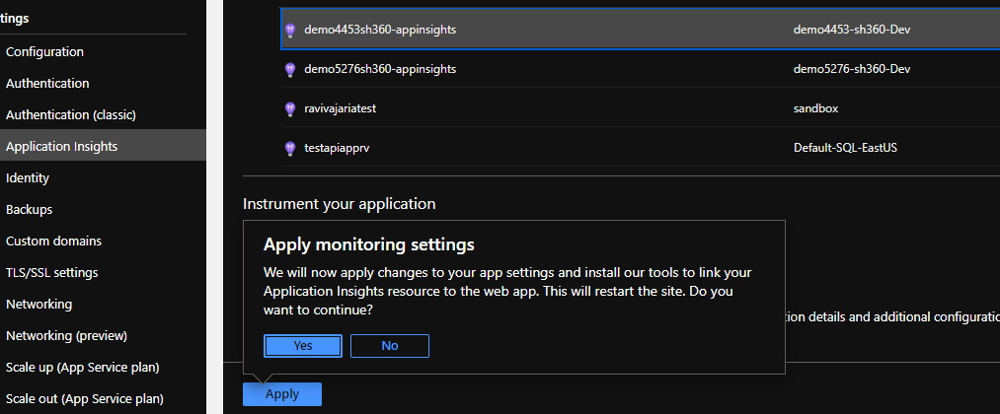 tings
Configuration
Authentication
Authentication (classic)
Application Insights
Identity
Backups
Custom domains
TLS/SSL settings
Networking
Networking (preview)
Scale up (App Service plan)
Scale out (App Service plan)
demo4453sh360-appinsights demo4453-sh360-Dev
demo5276sh360-appinsights demo5276-sh360-Dev
ravivajariatest sandbox
testapiapprv Default-SQL-EastUS
Instrument your application
Apply monitoring settings
We will now apply changes to your app settings and install our tools to link your
Application Insights resource to the web app. This will restart the site. Do you
want to continue?
Yes No
tion details and additional configuratio
Apply